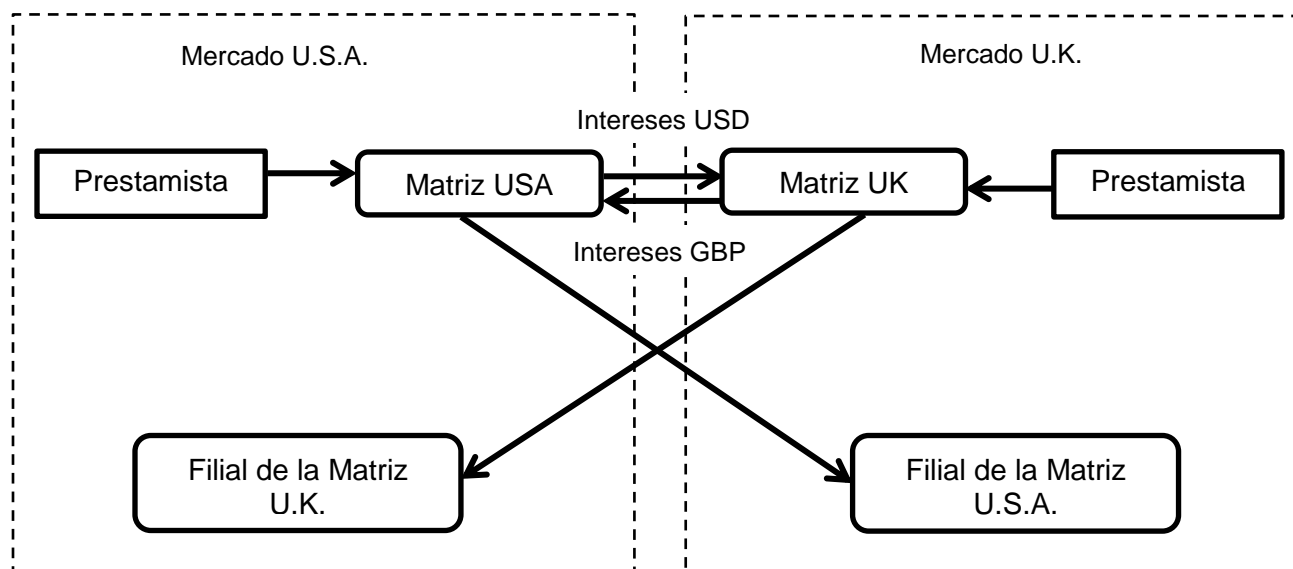 Mercado U.S.A.
Mercado U.K.
Intereses USD
Prestamista
Matriz USA
Matriz UK
Prestamista
Intereses GBP
Filial de la Matriz
U.K.
Filial de la Matriz
U.S.A.